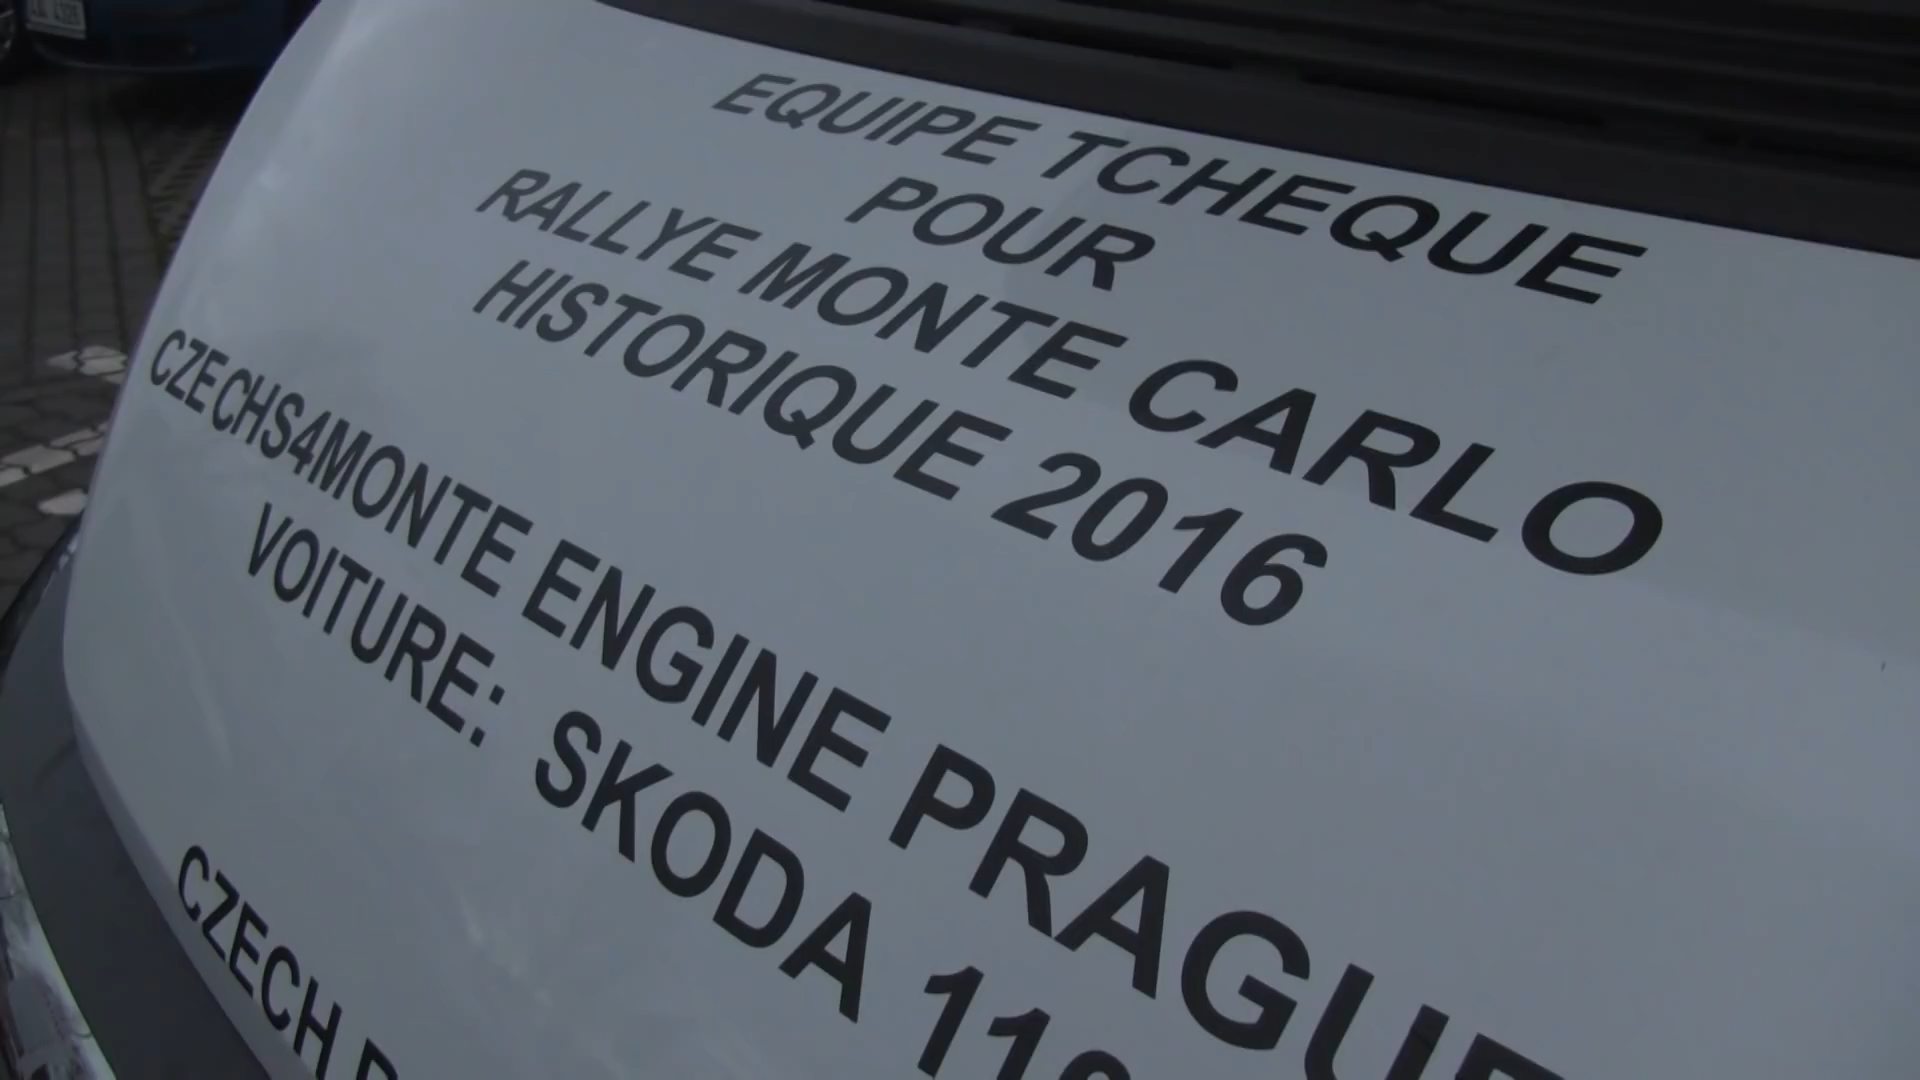 EQUIPE TCHEQUE
POUR
RALLYE MONTE CARLO
HISTORIQUE 2016
CZECHS4MONTE ENGINE PRAGUE
VOITURE: SKODA
CZECH